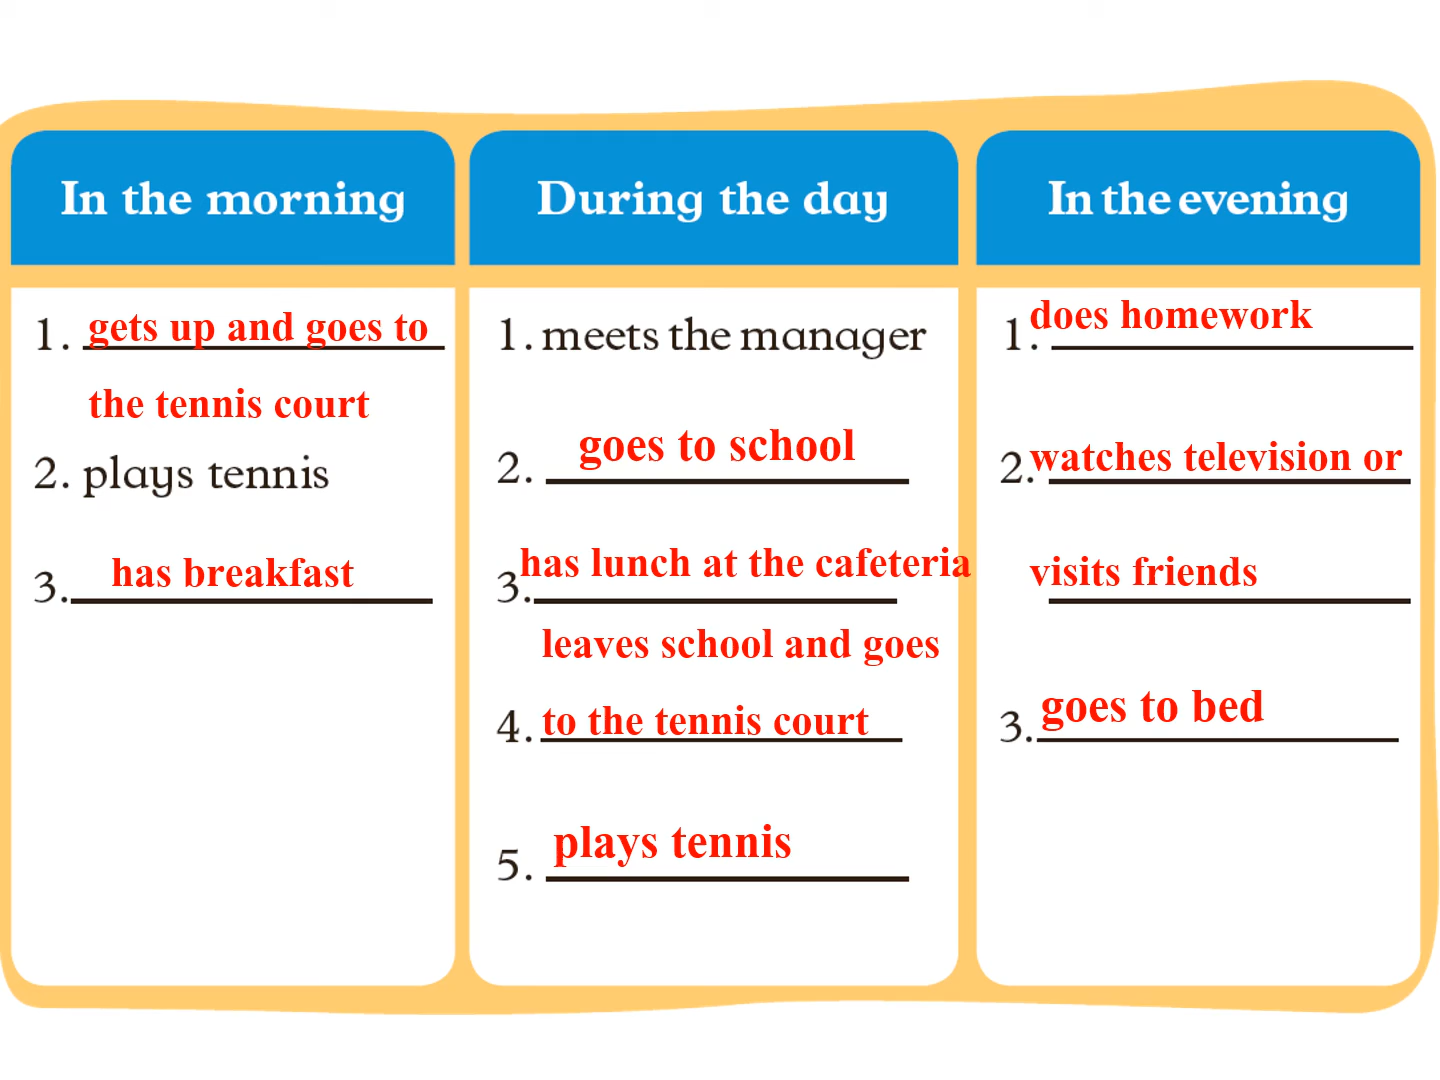 In the morning
1. gets up and goes to
the tennis court
2. plays tennis
3. has breakfast
During the day
1. meets the manager
2. goes to school
3. has lunch at the cafeteria
leaves school and goes
4. to the tennis court
5. plays tennis
In the evening
1. does homework
2. watches television or
visits friends
3. goes to bed